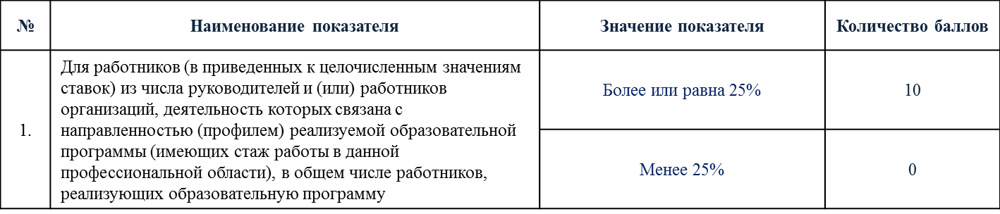 № Наименование показателя Значение показателя Количество баллов
1.
Для работников (в приведенных к целочисленным значениям
ставок) из числа руководителей и (или) работников
организаций, деятельность которых связана с
направленностью (профилем) реализуемой образовательной
программы (имеющих стаж работы в данной
профессиональной области), в общем числе работников,
реализующих образовательную программу
Более или равна 25% 10
Менее 25% 0